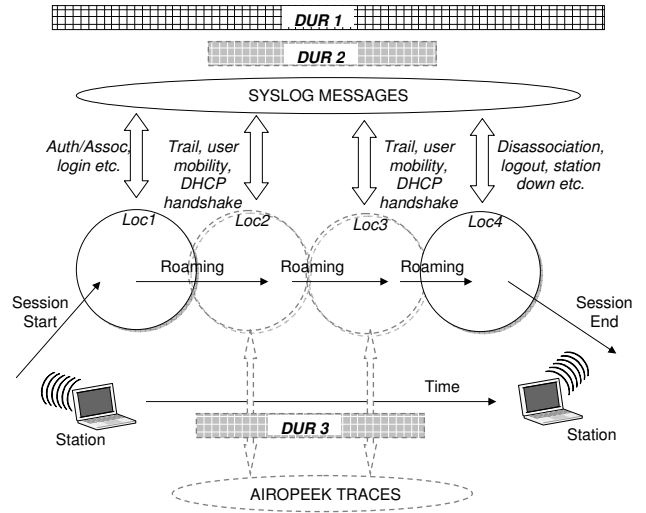 DUR 1
DUR 2
SYSLOG MESSAGES
Auth/Assoc,
login etc.
Trail, user
mobility,
DHCP
handshake
Trail, user
mobility,
DHCP
handshake
Disassociation,
logout, station
down etc.
Loc1
Loc2
Loc3
Loc4
Roaming
Roaming
Roaming
Session
Start
Session
End
Time
Station
DUR 3
Station
AIROPEEK TRACES